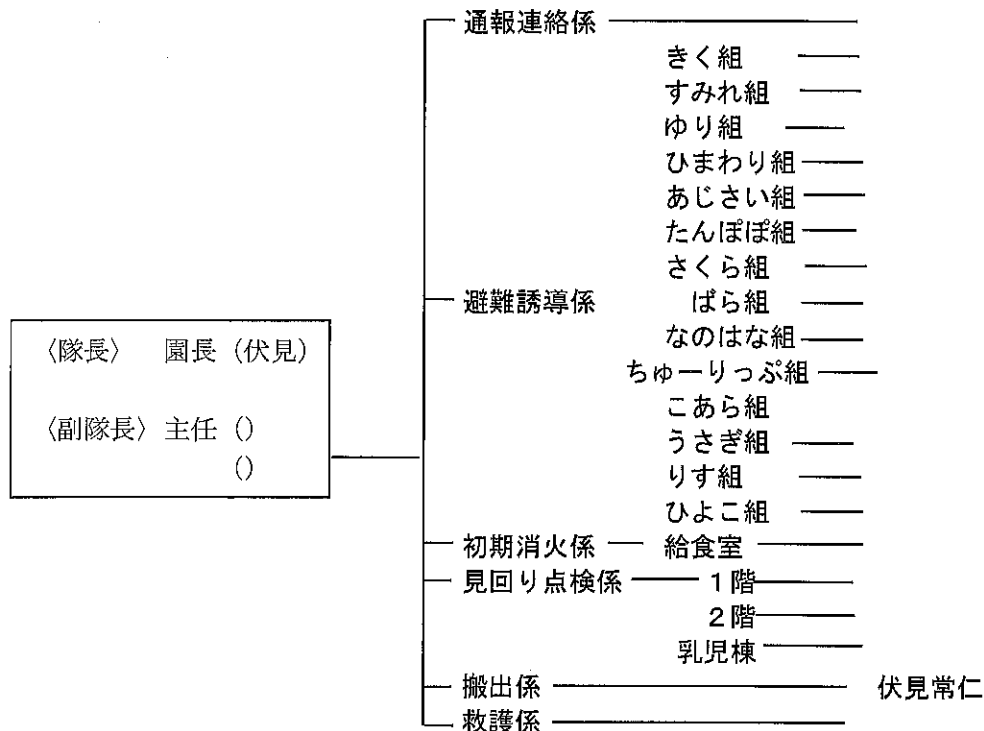 通報連絡係
きく組
すみれ組
ゆり組
ひまわり組
あじさい組
たんぽぽ組
さくら組
避難誘導係 ばら組
〈隊長〉 園長（伏見）
なのはな組
ちゅーりっぷ組
〈副隊長〉主任（）
こあら組
うさぎ組
（）
りす組
ひよこ組
初期消火係 給食室
見回り点検係 １階
２階
乳児棟
搬出係 伏見常仁
救護係